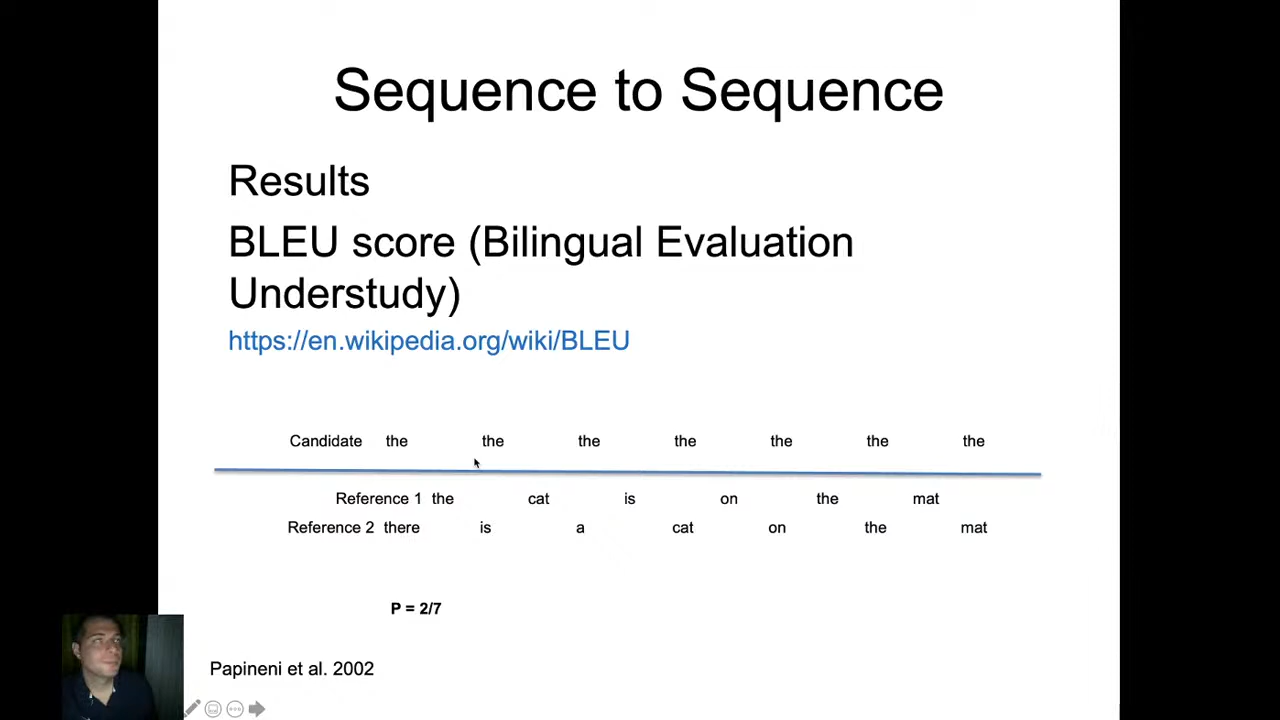 Sequence to Sequence
Results
BLEU score (Bilingual Evaluation
Understudy)
https://en.wikipedia.org/wiki/BLEU
Candidate the the the the the the the
Reference 1 the cat is on the mat
Reference 2 there is a cat on the mat
P = 2/7
Papineni et al. 2002